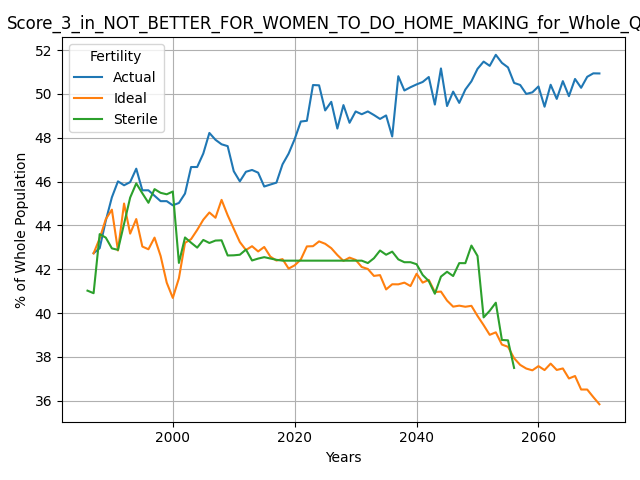 Score_3_in_NOT_BETTER_FOR_WOMEN_TO_DO_HOME_MAKING_for_Whole_Q
Fertility
Actual
Ideal
Sterile
% of Whole Population
52
50
48
46
44
42
40
38
36
2000
2020
2040
2060
Years